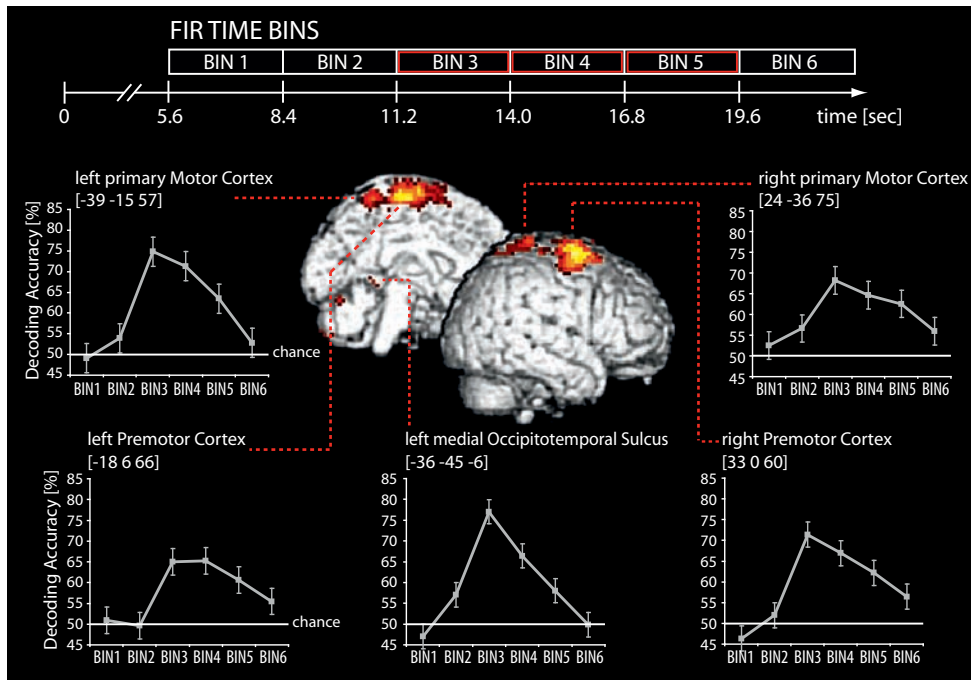 FIR TIME BINS
BIN 1 BIN 2 BIN 3 BIN 4 BIN 5 BIN 6
0 5.6 8.4 11.2 14.0 16.8 19.6 time [sec]
left primary Motor Cortex
[-39 -15 57]
Decoding Accuracy [%]
85
80
75
70
65
60
55
50
45
chance
BIN1 BIN2 BIN3 BIN4 BIN5 BIN6
right primary Motor Cortex
[24 -36 75]
85
80
75
70
65
60
55
50
45
BIN1 BIN2 BIN3 BIN4 BIN5 BIN6
left Premotor Cortex
[-18 6 66]
Decoding Accuracy [%]
85
80
75
70
65
60
55
50
45
chance
BIN1 BIN2 BIN3 BIN4 BIN5 BIN6
left medial Occipitotemporal Sulcus
[-36 -45 -6]
85
80
75
70
65
60
55
50
45
BIN1 BIN2 BIN3 BIN4 BIN5 BIN6
right Premotor Cortex
[33 0 60]
85
80
75
70
65
60
55
50
45
BIN1 BIN2 BIN3 BIN4 BIN5 BIN6